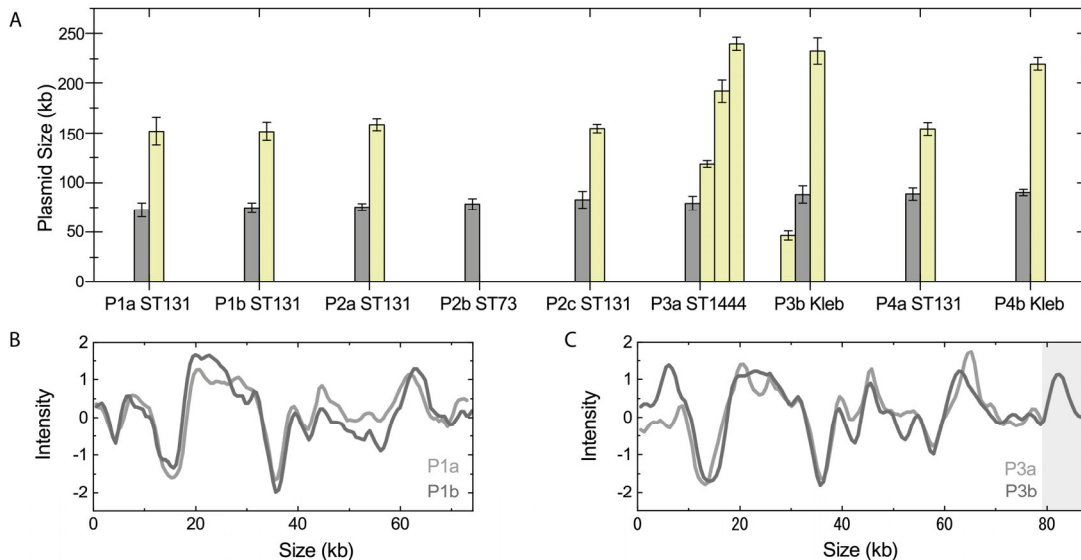 A
Plasmid Size (kb)
250
200
150
100
50
0
P1a ST131 P1b ST131 P2a ST131 P2b ST73 P2c ST131 P3a ST1444 P3b Kleb P4a ST131 P4b Kleb
B
Intensity
2
1
0
-1
-2
P1a
P1b
0 20 40 60
Size (kb)
C
Intensity
2
1
0
-1
-2
P3a
P3b
0 20 40 60 80
Size (kb)